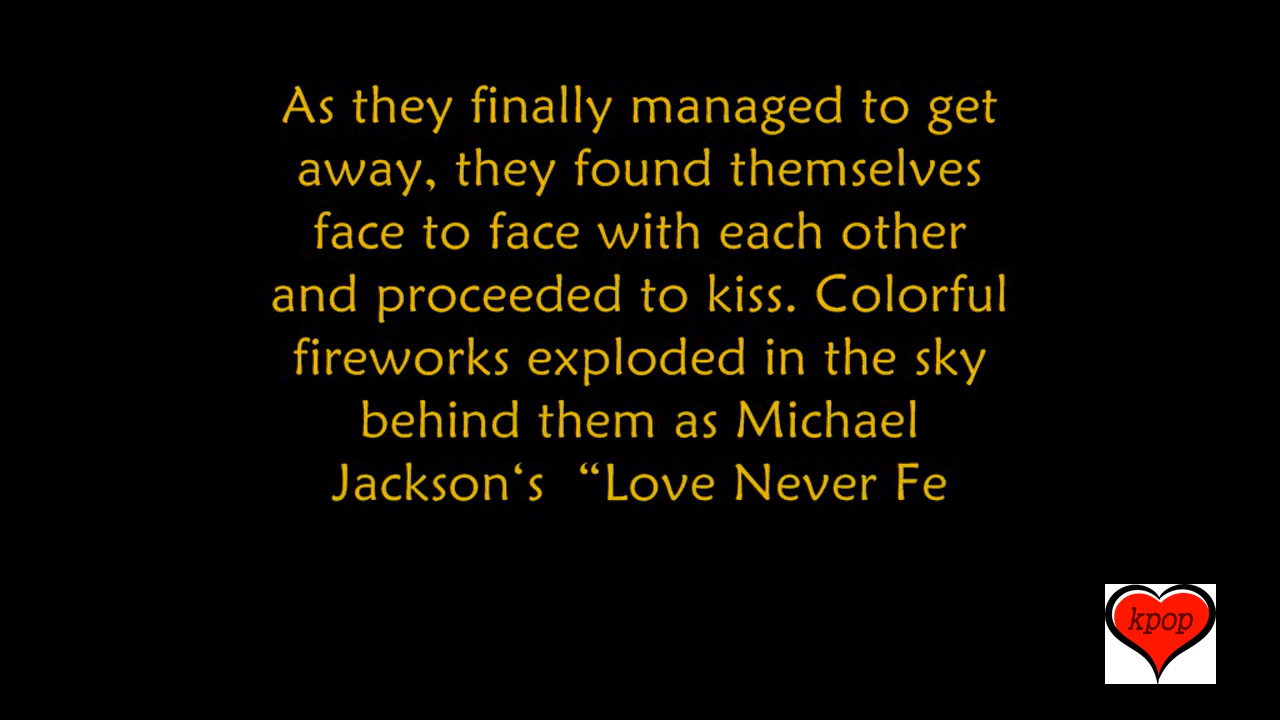 As they finally managed to get
away, they found themselves
face to face with each other
and proceeded to kiss. Colorful
fireworks exploded in the sky
behind them as Michael
Jackson‘s  “Love Never Fe
kpop